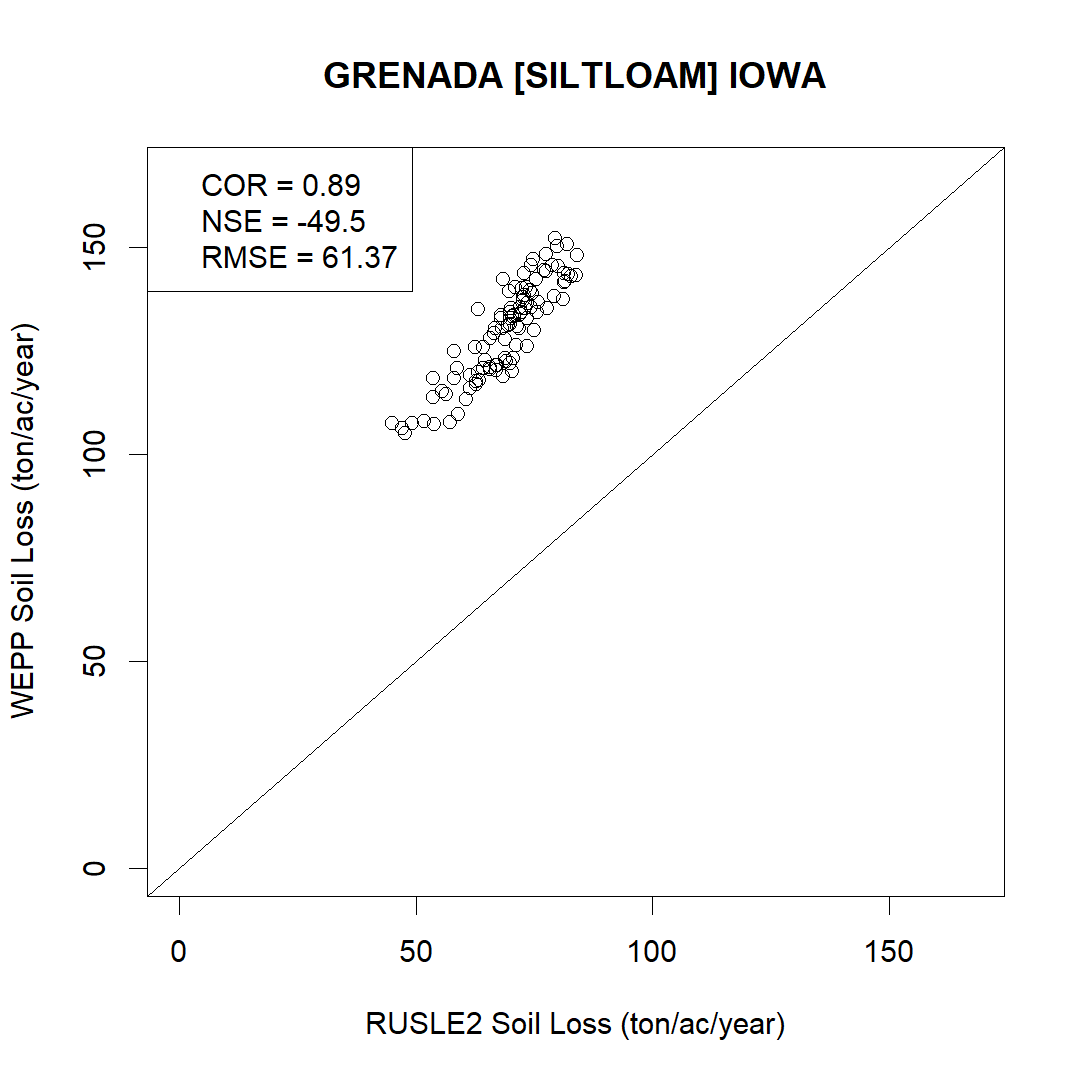 GRENADA [SILTLOAM] IOWA
COR = 0.89
NSE = -49.5
RMSE = 61.37
WEPP Soil Loss (ton/ac/year)
150
100
50
0
0 50 100 150
RUSLE2 Soil Loss (ton/ac/year)